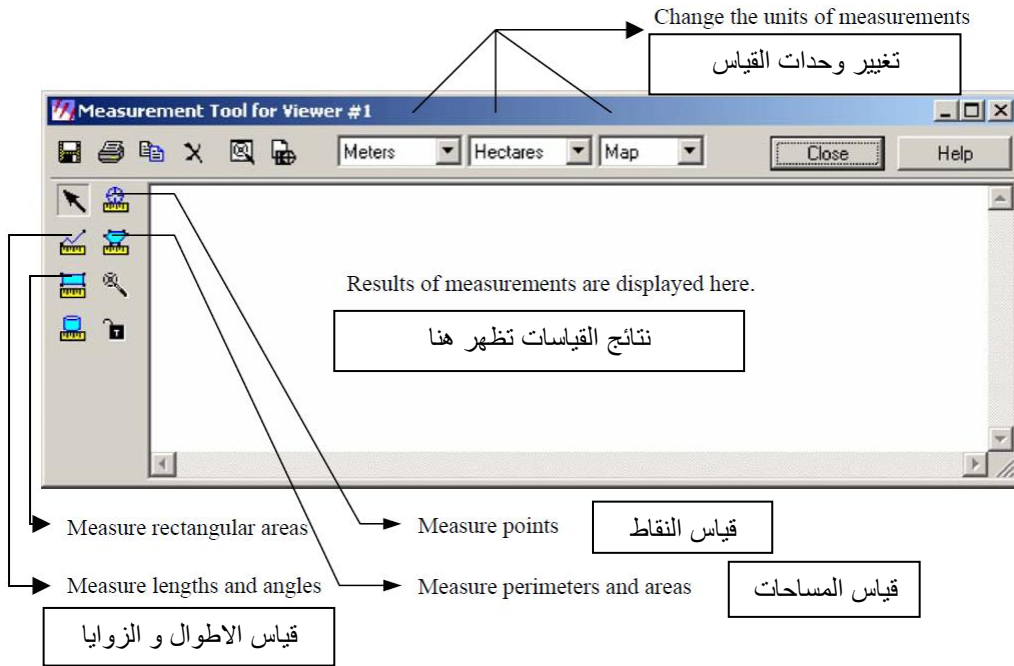 Change the units of measurements
تغيير وحدات القياس
Measurement Tool for Viewer #1
Meters Hectares Map Close Help
Results of measurements are displayed here.
نتائج القياسات تظهر هنا
Measure rectangular areas Measure points قياس النقاط
Measure lengths and angles Measure perimeters and areas قياس المساحات
قياس الاطوال و الزوايا